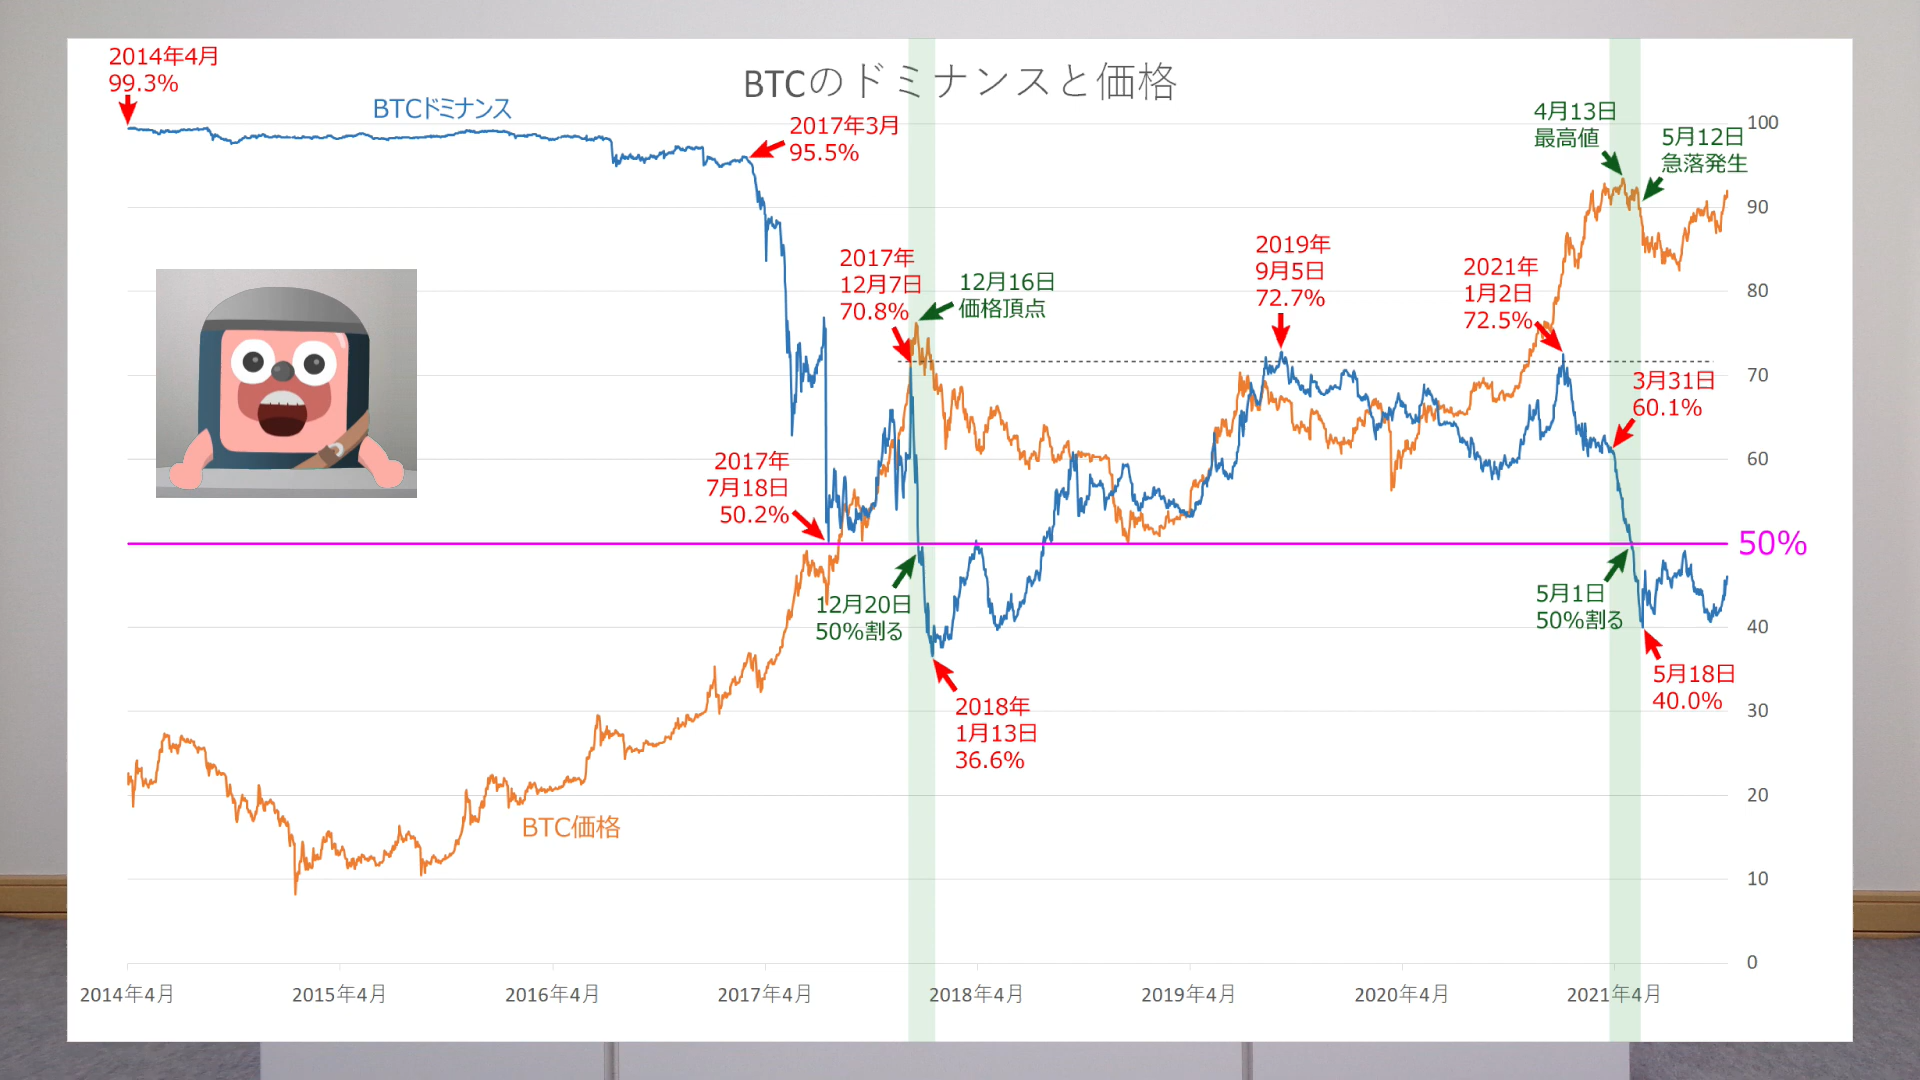 BTCのドミナンスと価格
2014年4月
99.3%
BTCドミナンス
2017年3月
95.5%
4月13日
最高値
5月12日
急落発生
2017年
12月7日
70.8%
12月16日
価格頂点
2019年
9月5日
72.7%
2021年
1月2日
72.5%
3月31日
60.1%
2017年
7月18日
50.2%
50%
12月20日
50%割る
5月1日
50%割る
2018年
1月13日
36.6%
5月18日
40.0%
BTC価格
100
90
80
70
60
40
30
20
10
0
2014年4月
2015年4月
2016年4月
2017年4月
2018年4月
2019年4月
2020年4月
2021年4月